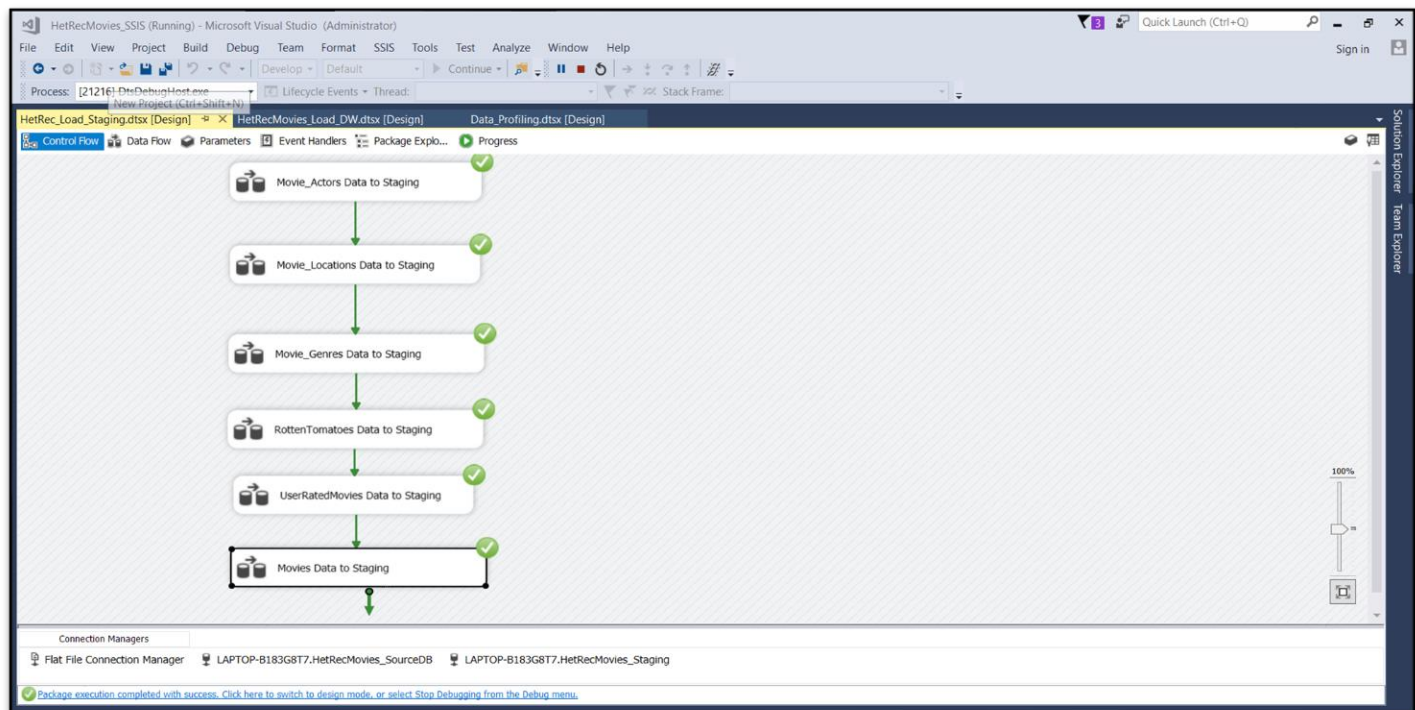 HetRecMovies_SSIS (Running) - Microsoft Visual Studio (Administrator)
3
Quick Launch (Ctrl+Q)
File Edit View Project Build Debug Team Format SSIS Tools Test Analyze Window Help
Sign in
Develop Default Continue
Process: [21216] DtsDebugHost.exe Lifecycle Events Thread: Stack Frame:
New Project (Ctrl+Shift+N)
HetRec_Load_Staging.dtsx [Design] HetRecMovies_Load_DW.dtsx [Design] Data_Profiling.dtsx [Design]
Control Flow Data Flow Parameters Event Handlers Package Explo... Progress
Solution Explorer
Team Explorer
Movie_Actors Data to Staging
Movie_Locations Data to Staging
Movie_Genres Data to Staging
RottenTomatoes Data to Staging
UserRatedMovies Data to Staging
Movies Data to Staging
100%
Connection Managers
Flat File Connection Manager LAPTOP-B183G8T7.HetRecMovies_SourceDB LAPTOP-B183G8T7.HetRecMovies_Staging
Package execution completed with success. Click here to switch to design mode, or select Stop Debugging from the Debug menu.